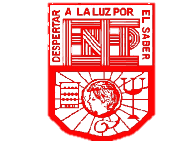 DESPERTAR
A LA LUZ POR
EL SABER
ENP